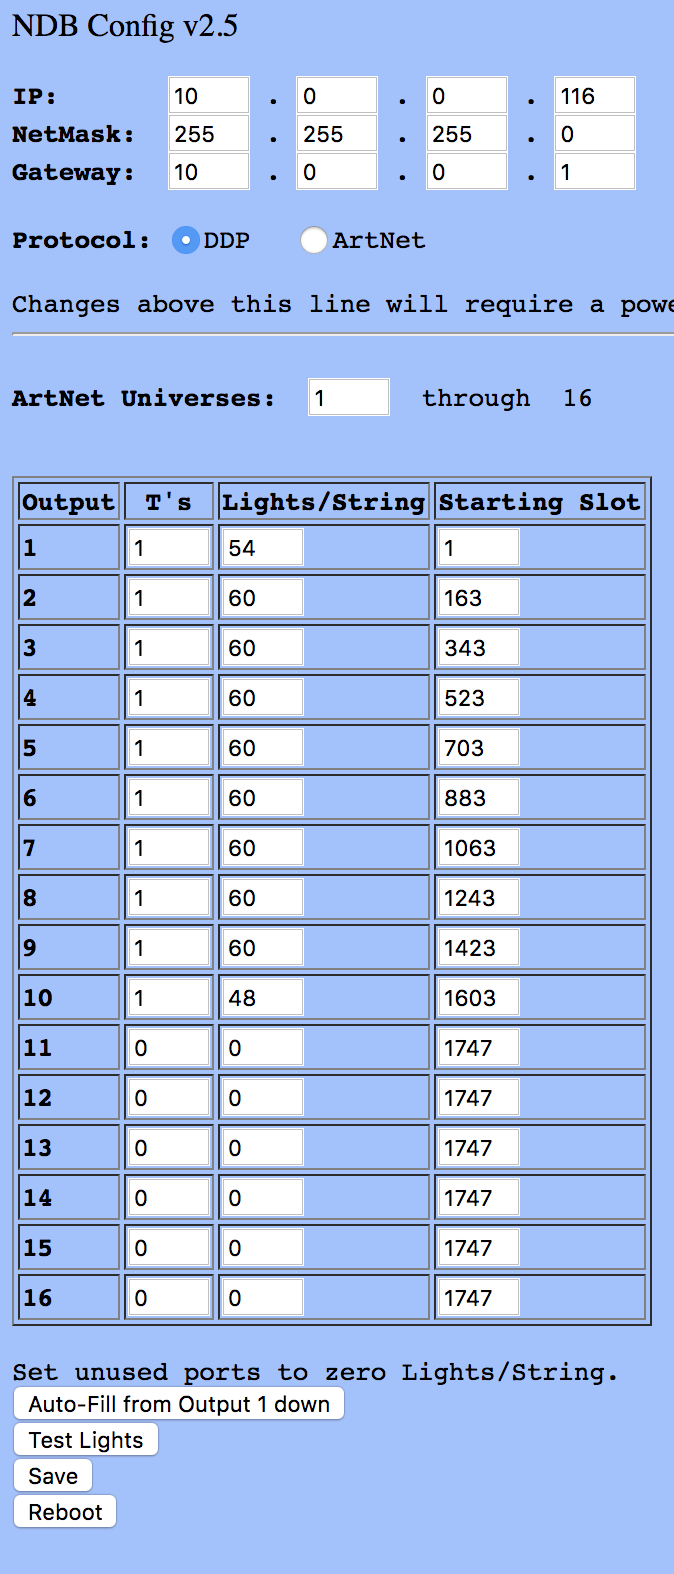 NDB Config v2.5
IP: 10 . 0 . 0 . 116
NetMask: 255 . 255 . 255 . 0
Gateway: 10 . 0 . 0 . 1
Protocol: DDP ArtNet
Changes above this line will require a powe
ArtNet Universes: 1 through 16
Output T's Lights/String Starting Slot
1 1 54 1
2 1 60 163
3 1 60 343
4 1 60 523
5 1 60 703
6 1 60 883
7 1 60 1063
8 1 60 1243
9 1 60 1423
10 1 48 1603
11 0 0 1747
12 0 0 1747
13 0 0 1747
14 0 0 1747
15 0 0 1747
16 0 0 1747
Set unused ports to zero Lights/String.
Auto-Fill from Output 1 down
Test Lights
Save
Reboot